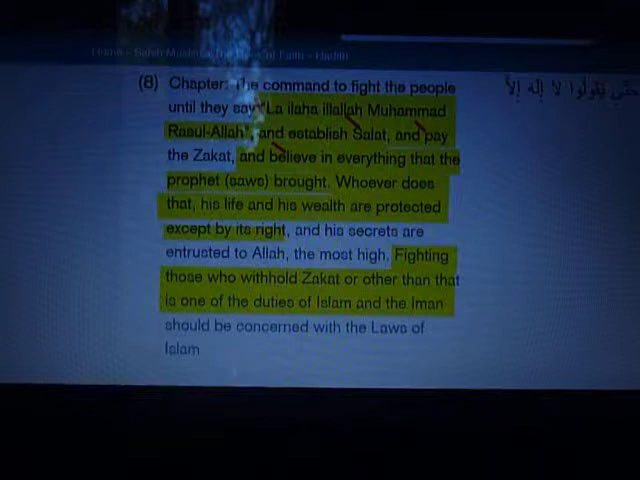 Home - Sahih Muslim - The Book of Faith - Hadith
(8) Chapter: The command to fight the people
until they say "La ilaha illallah Muhammad
Rasul-Allah", and establish Salat, and pay
the Zakat, and believe in everything that the
prophet (saws) brought. Whoever does
that, his life and his wealth are protected
except by its right, and his secrets are
entrusted to Allah, the most high. Fighting
those who withhold Zakat or other than that
is one of the duties of Islam and the Iman
should be concerned with the Laws of
Islam
حَتَّى يَقُولُوا لاَ إِلَهَ إِلاَّ